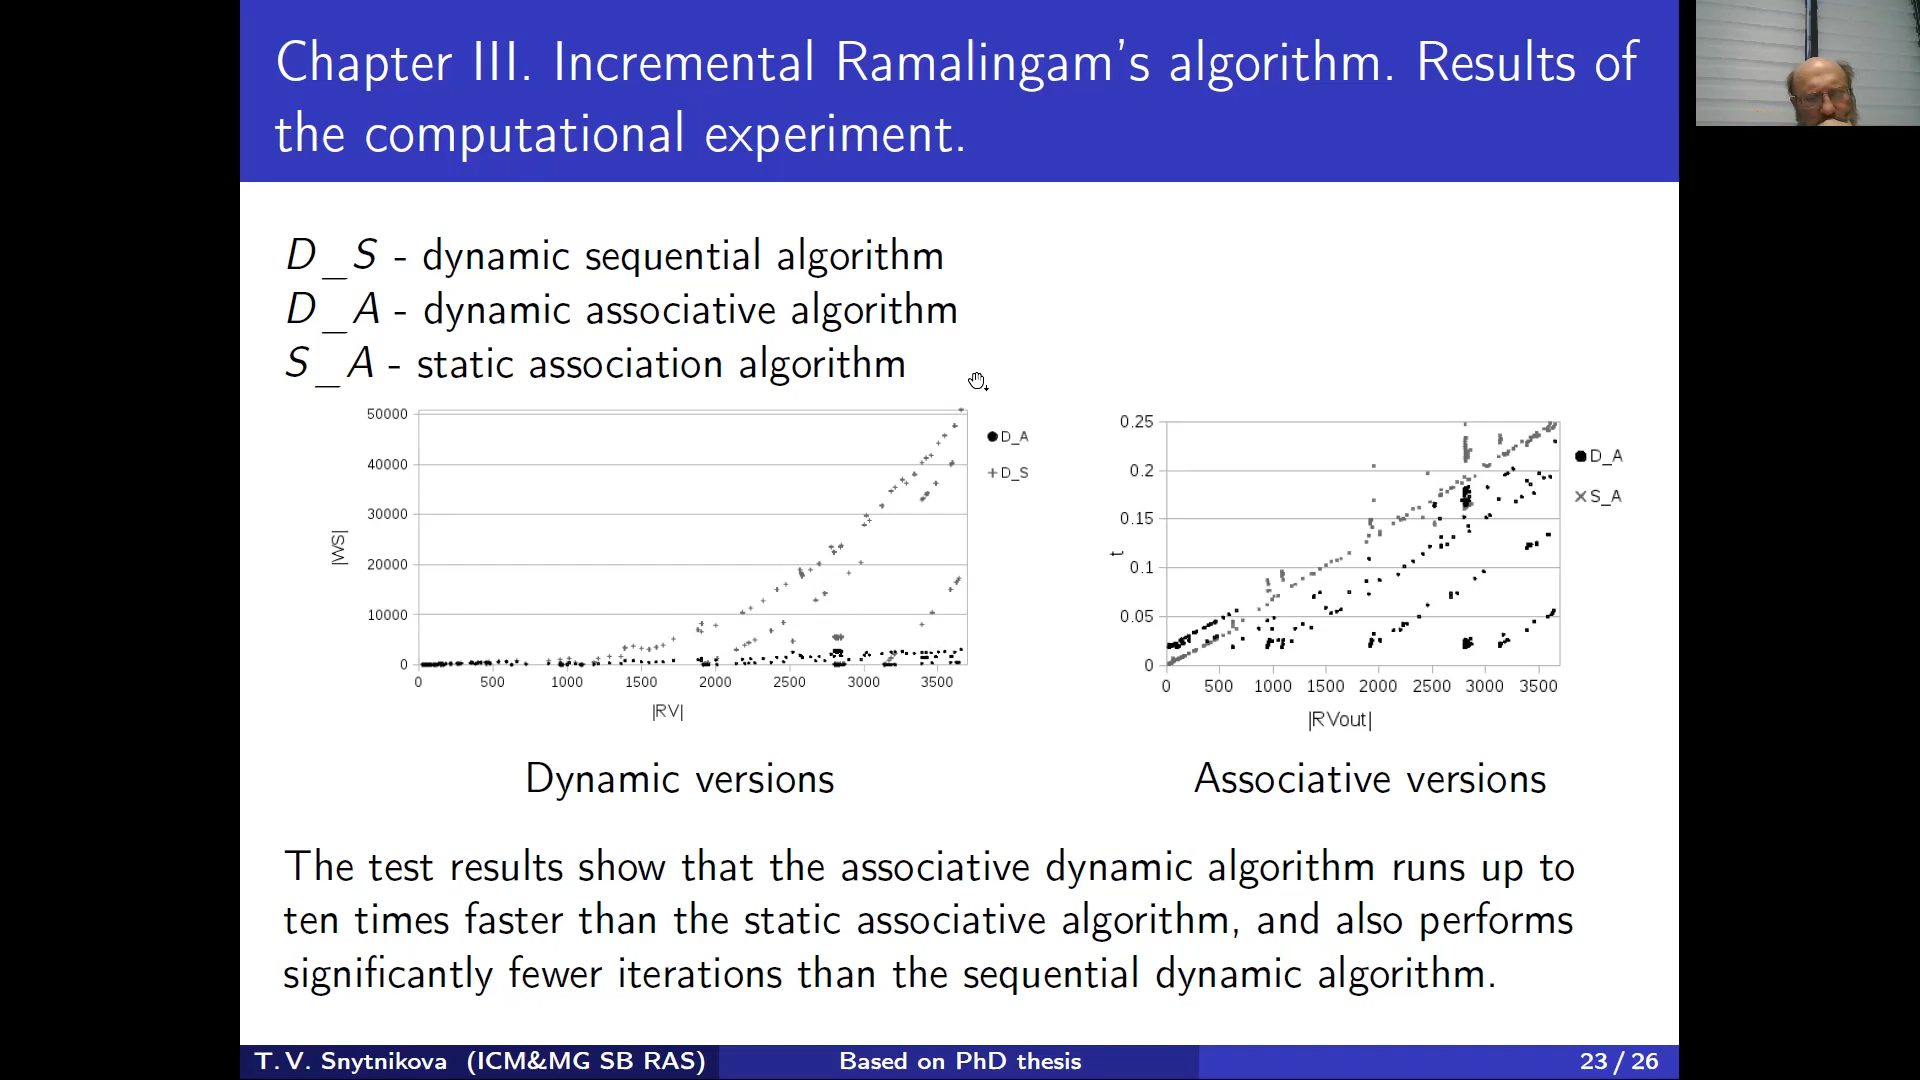 Chapter III. Incremental Ramalingam's algorithm. Results of
the computational experiment.
D_S - dynamic sequential algorithm
D_A - dynamic associative algorithm
S_A - static association algorithm
50000
40000
30000
20000
10000
0
|WS|
0 500 1000 1500 2000 2500 3000 3500
|RV|
D_A
D_S
0.25
0.2
0.15
0.1
0.05
0
t
0 500 1000 1500 2000 2500 3000 3500
|RVout|
D_A
S_A
Dynamic versions
Associative versions
The test results show that the associative dynamic algorithm runs up to
ten times faster than the static associative algorithm, and also performs
significantly fewer iterations than the sequential dynamic algorithm.
T. V. Snytnikova (ICM&MG SB RAS) Based on PhD thesis 23 / 26